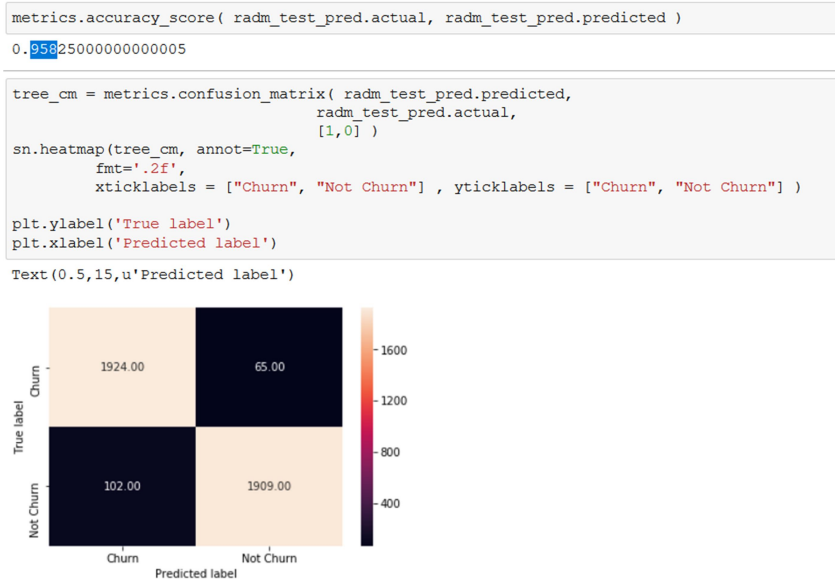 metrics.accuracy_score( radm_test_pred.actual, radm_test_pred.predicted )
0.95825000000000005
tree_cm = metrics.confusion_matrix( radm_test_pred.predicted,
radm_test_pred.actual,
[1,0] )
sn.heatmap(tree_cm, annot=True,
fmt='.2f',
xticklabels = ["Churn", "Not Churn"] , yticklabels = ["Churn", "Not Churn"] )
plt.ylabel('True label')
plt.xlabel('Predicted label')
Text(0.5,15,u'Predicted label')
True label
Churn
Not Churn
1924.00
65.00
102.00
1909.00
Churn
Not Churn
Predicted label
1600
1200
800
400